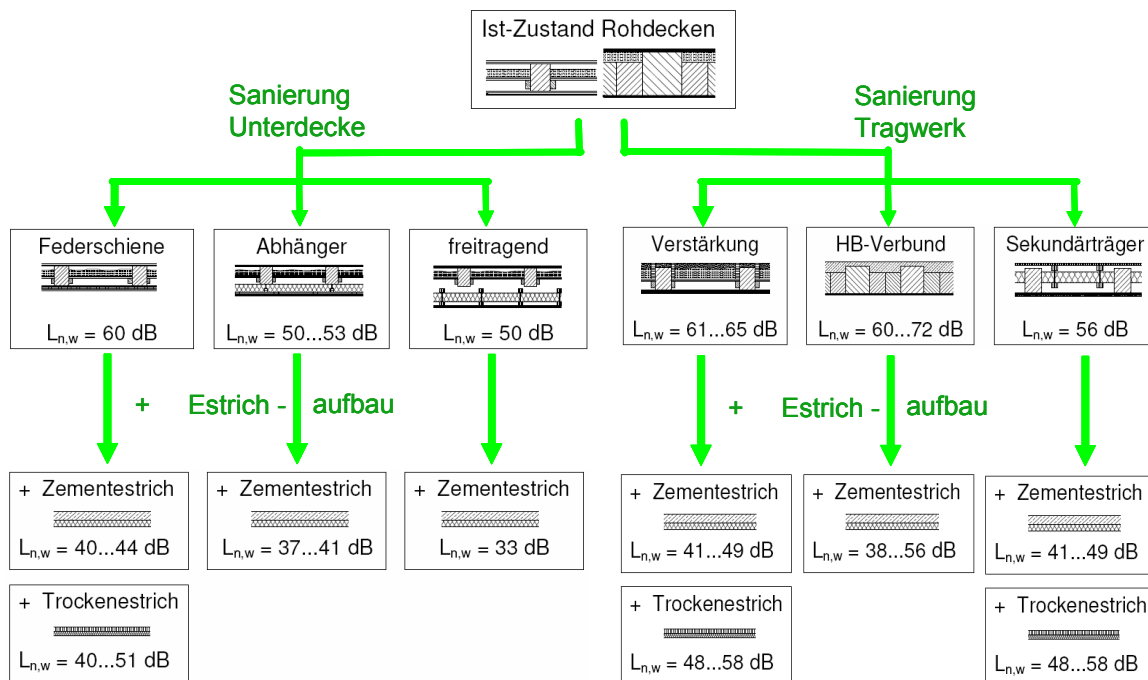 Ist-Zustand Rohdecken
Sanierung
Unterdecke
Sanierung
Tragwerk
Federschiene
Ln,w = 60 dB
Abhänger
Ln,w = 50...53 dB
freitragend
Ln,w = 50 dB
Verstärkung
Ln,w = 61...65 dB
HB-Verbund
Ln,w = 60...72 dB
Sekundärträger
Ln,w = 56 dB
+ Estrich - aufbau
+ Estrich - aufbau
+ Zementestrich
Ln,w = 40...44 dB
+ Zementestrich
Ln,w = 37...41 dB
+ Zementestrich
Ln,w = 33 dB
+ Zementestrich
Ln,w = 41...49 dB
+ Zementestrich
Ln,w = 38...56 dB
+ Zementestrich
Ln,w = 41...49 dB
+ Trockenestrich
Ln,w = 40...51 dB
+ Trockenestrich
Ln,w = 48...58 dB
+ Trockenestrich
Ln,w = 48...58 dB